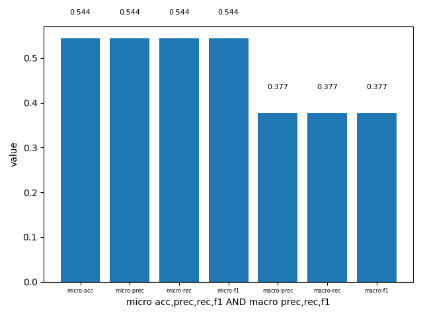 0.544 0.544 0.544 0.544
0.377 0.377 0.377
0.5
0.4
0.3
0.2
0.1
0.0
value
micro-acc micro-prec micro-rec micro-f1 macro-prec macro-rec macro-f1
micro acc,prec,rec,f1 AND macro prec,rec,f1